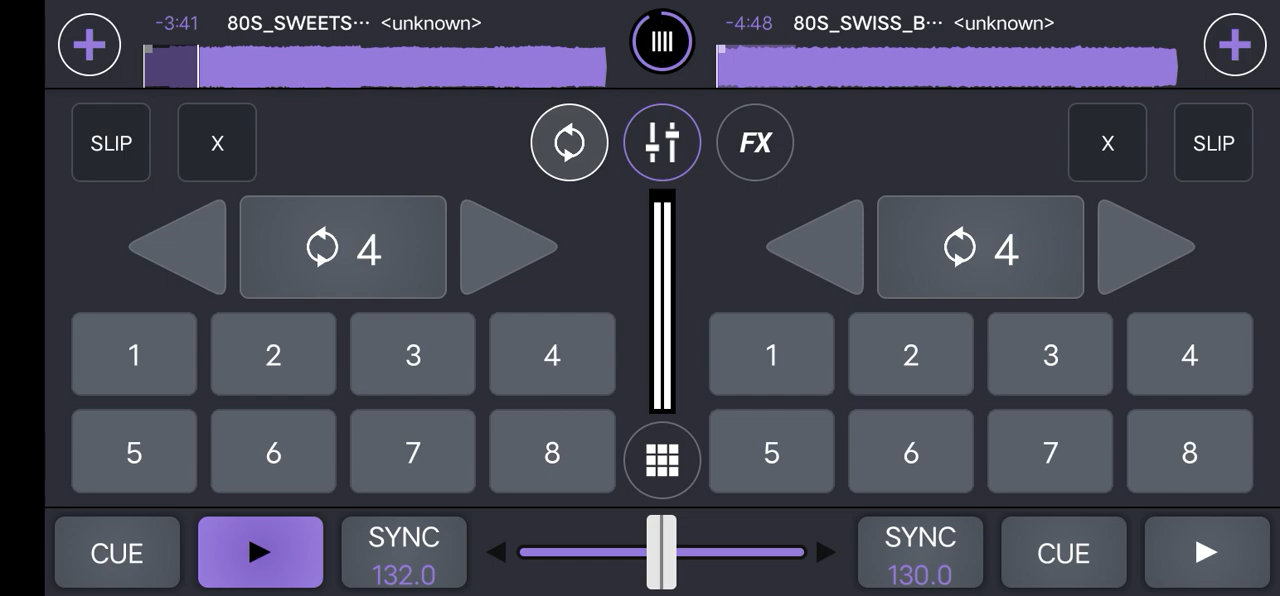 -3:41 80S_SWEETS··· <unknown>
-4:48 80S_SWISS_B··· <unknown>
SLIP X FX X SLIP
4 4
1 2 3 4 1 2 3 4
5 6 7 8 5 6 7 8
CUE SYNC SYNC CUE
132.0 130.0